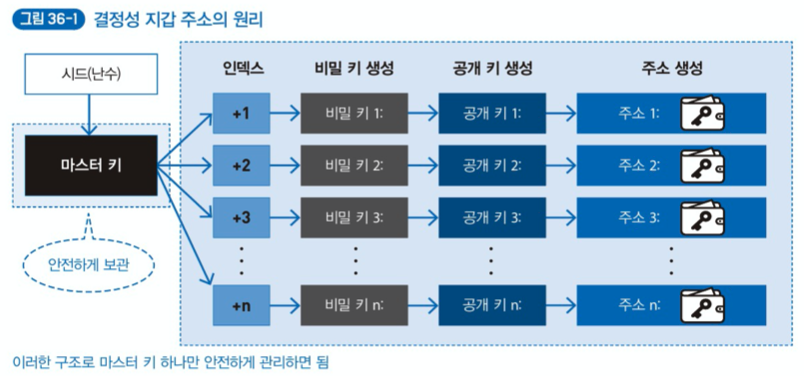 그림 36-1 결정성 지갑 주소의 원리
시드(난수)
마스터 키
안전하게 보관
인덱스 비밀 키 생성 공개 키 생성 주소 생성
+1 비밀 키 1: 공개 키 1: 주소 1:
+2 비밀 키 2: 공개 키 2: 주소 2:
+3 비밀 키 3: 공개 키 3: 주소 3:
+n 비밀 키 n: 공개 키 n: 주소 n:
이러한 구조로 마스터 키 하나만 안전하게 관리하면 됨